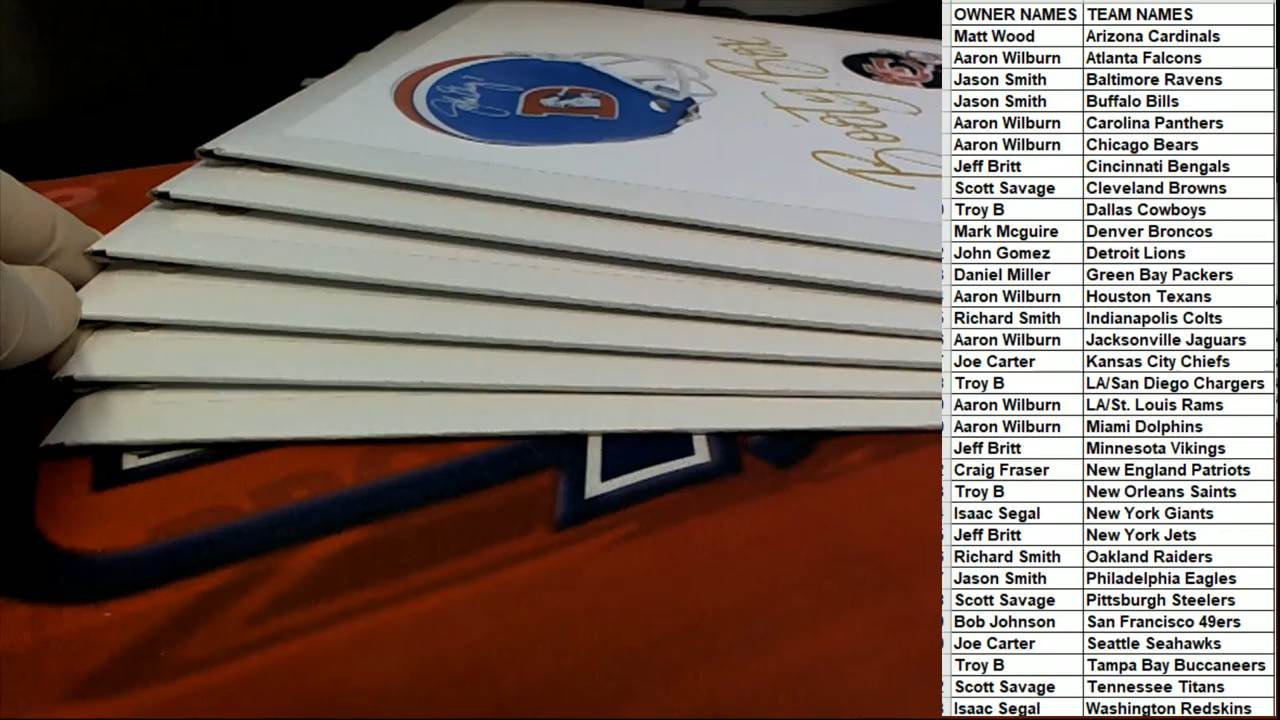 OWNER NAMES TEAM NAMES
Matt Wood Arizona Cardinals
Aaron Wilburn Atlanta Falcons
Jason Smith Baltimore Ravens
Jason Smith Buffalo Bills
Aaron Wilburn Carolina Panthers
Aaron Wilburn Chicago Bears
Jeff Britt Cincinnati Bengals
Scott Savage Cleveland Browns
Troy B Dallas Cowboys
Mark Mcguire Denver Broncos
John Gomez Detroit Lions
Daniel Miller Green Bay Packers
Aaron Wilburn Houston Texans
Richard Smith Indianapolis Colts
Aaron Wilburn Jacksonville Jaguars
Joe Carter Kansas City Chiefs
Troy B LA/San Diego Chargers
Aaron Wilburn LA/St. Louis Rams
Aaron Wilburn Miami Dolphins
Jeff Britt Minnesota Vikings
Craig Fraser New England Patriots
Troy B New Orleans Saints
Isaac Segal New York Giants
Jeff Britt New York Jets
Richard Smith Oakland Raiders
Jason Smith Philadelphia Eagles
Scott Savage Pittsburgh Steelers
Bob Johnson San Francisco 49ers
Joe Carter Seattle Seahawks
Troy B Tampa Bay Buccaneers
Scott Savage Tennessee Titans
Isaac Segal Washington Redskins